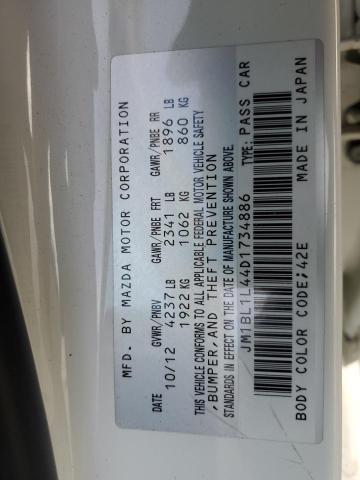 MFD. BY MAZDA MOTOR CORPORATION
DATE GVWR/PNBV GAWR/PNBE FRT GAWR/PNBE RR
10/12 4237 LB 2341 LB 1896 LB
1922 KG 1062 KG 860 KG
THIS VEHICLE CONFORMS TO ALL APPLICABLE FEDERAL MOTOR VEHICLE SAFETY
,BUMPER,AND THEFT PREVENTION
STANDARDS IN EFFECT ON THE DATE OF MANUFACTURE SHOWN ABOVE.
JM1BL1L44D1734886 TYPE:PASS CAR
BODY COLOR CODE:42E MADE IN JAPAN